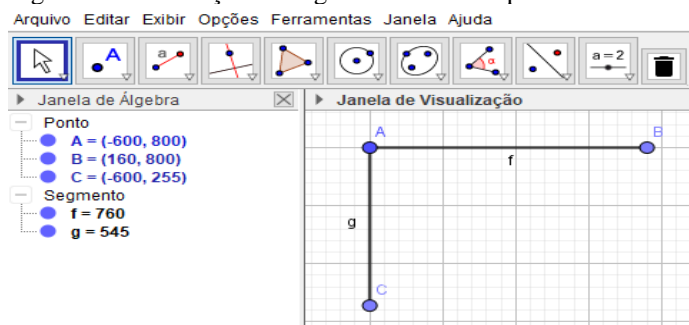 Arquivo Editar Exibir Opções Ferramentas Janela Ajuda
A
a
α
a=2
Janela de Álgebra
Janela de Visualização
Ponto
A = (-600, 800)
B = (160, 800)
C = (-600, 255)
Segmento
f = 760
g = 545
A
B
f
g
C